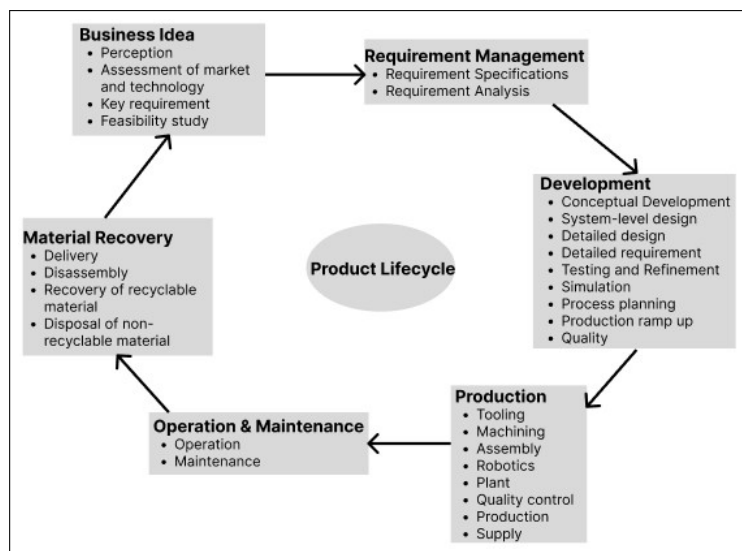 Business Idea
• Perception
• Assessment of market
and technology
• Key requirement
• Feasibility study
Requirement Management
• Requirement Specifications
• Requirement Analysis
Development
• Conceptual Development
• System-level design
• Detailed design
• Detailed requirement
• Testing and Refinement
• Simulation
• Process planning
• Production ramp up
• Quality
Production
• Tooling
• Machining
• Assembly
• Robotics
• Plant
• Quality control
• Production
• Supply
Operation & Maintenance
• Operation
• Maintenance
Material Recovery
• Delivery
• Disassembly
• Recovery of recyclable
material
• Disposal of non-
recyclable material
Product Lifecycle